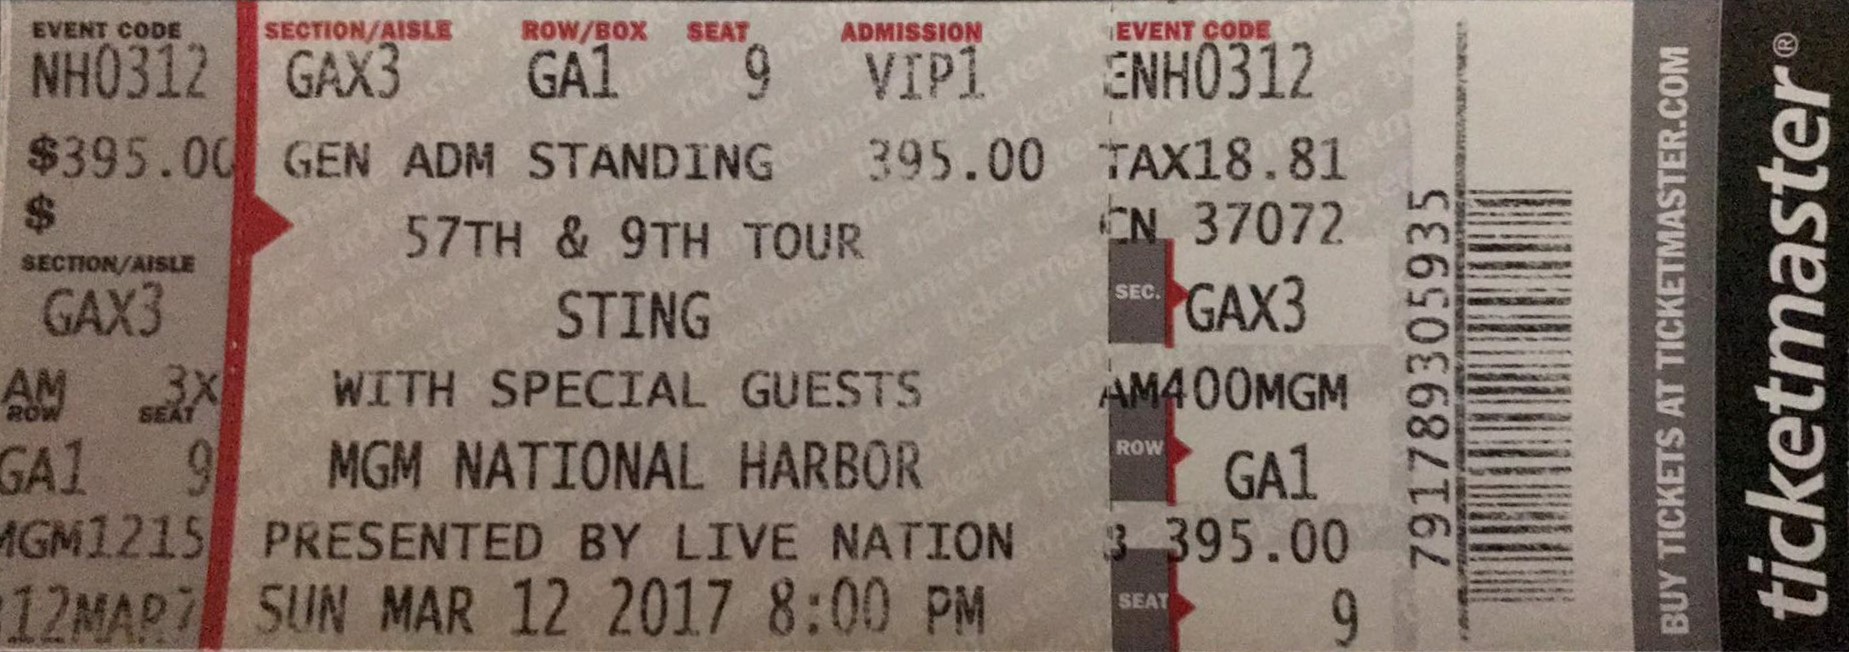 EVENT CODE
NH0312
$395.00
$
SECTION/AISLE
GAX3
AM 3X
ROW SEAT
GA1 9
MGM1215
12MAR7
SECTION/AISLE ROW/BOX SEAT ADMISSION
GAX3 GA1 9 VIP1
GEN ADM STANDING 395.00
57TH & 9TH TOUR
STING
WITH SPECIAL GUESTS
MGM NATIONAL HARBOR
PRESENTED BY LIVE NATION
SUN MAR 12 2017 8:00 PM
EVENT CODE
ENH0312
TAX18.81
CN 37072
SEC. GAX3
AM400MGM
ROW GA1
395.00
SEAT 9
791789305935
BUY TICKETS AT TICKETMASTER.COM
ticketmaster®